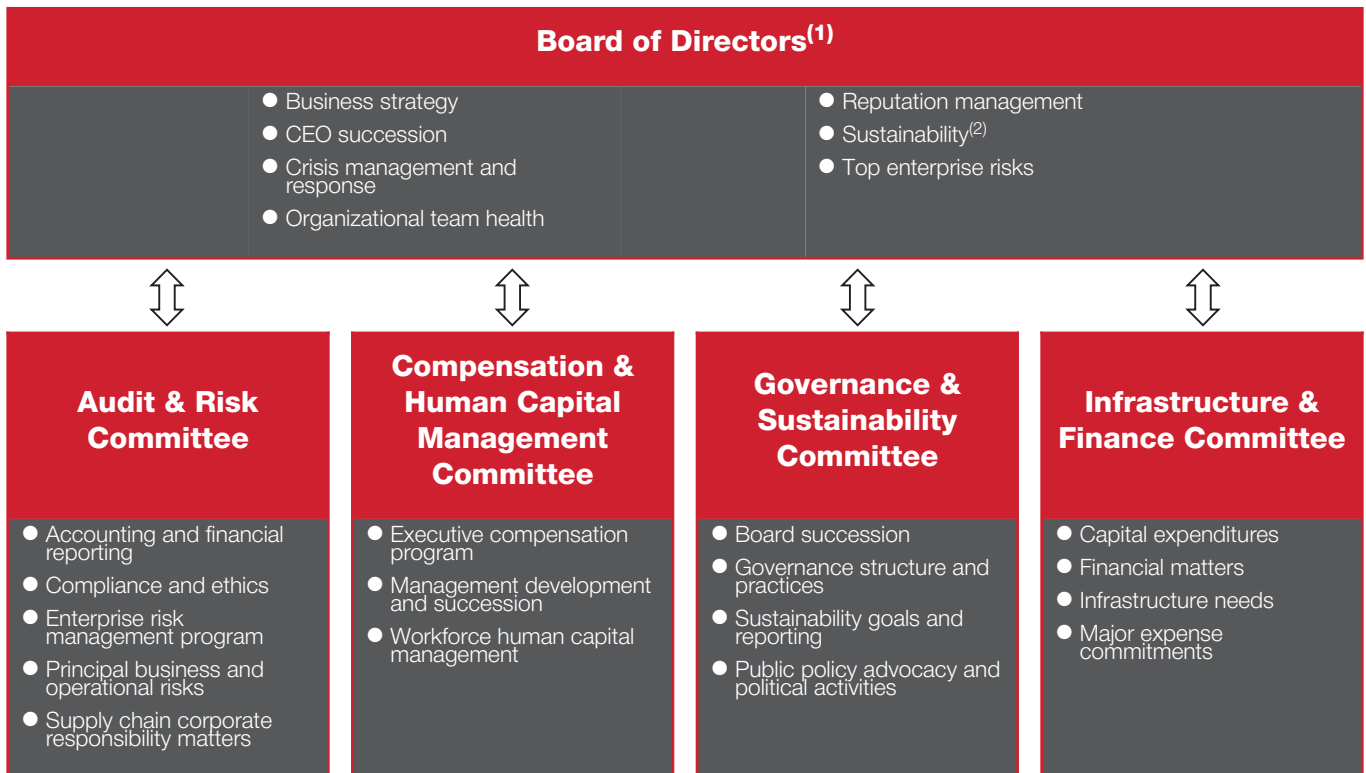 Board of Directors(1)
● Business strategy
● CEO succession
● Crisis management and
response
● Organizational team health
● Reputation management
● Sustainability(2)
● Top enterprise risks
Audit & Risk
Committee
● Accounting and financial
reporting
● Compliance and ethics
● Enterprise risk
management program
● Principal business and
operational risks
● Supply chain corporate
responsibility matters
Compensation &
Human Capital
Management
Committee
● Executive compensation
program
● Management development
and succession
● Workforce human capital
management
Governance &
Sustainability
Committee
● Board succession
● Governance structure and
practices
● Sustainability goals and
reporting
● Public policy advocacy and
political activities
Infrastructure &
Finance Committee
● Capital expenditures
● Financial matters
● Infrastructure needs
● Major expense
commitments